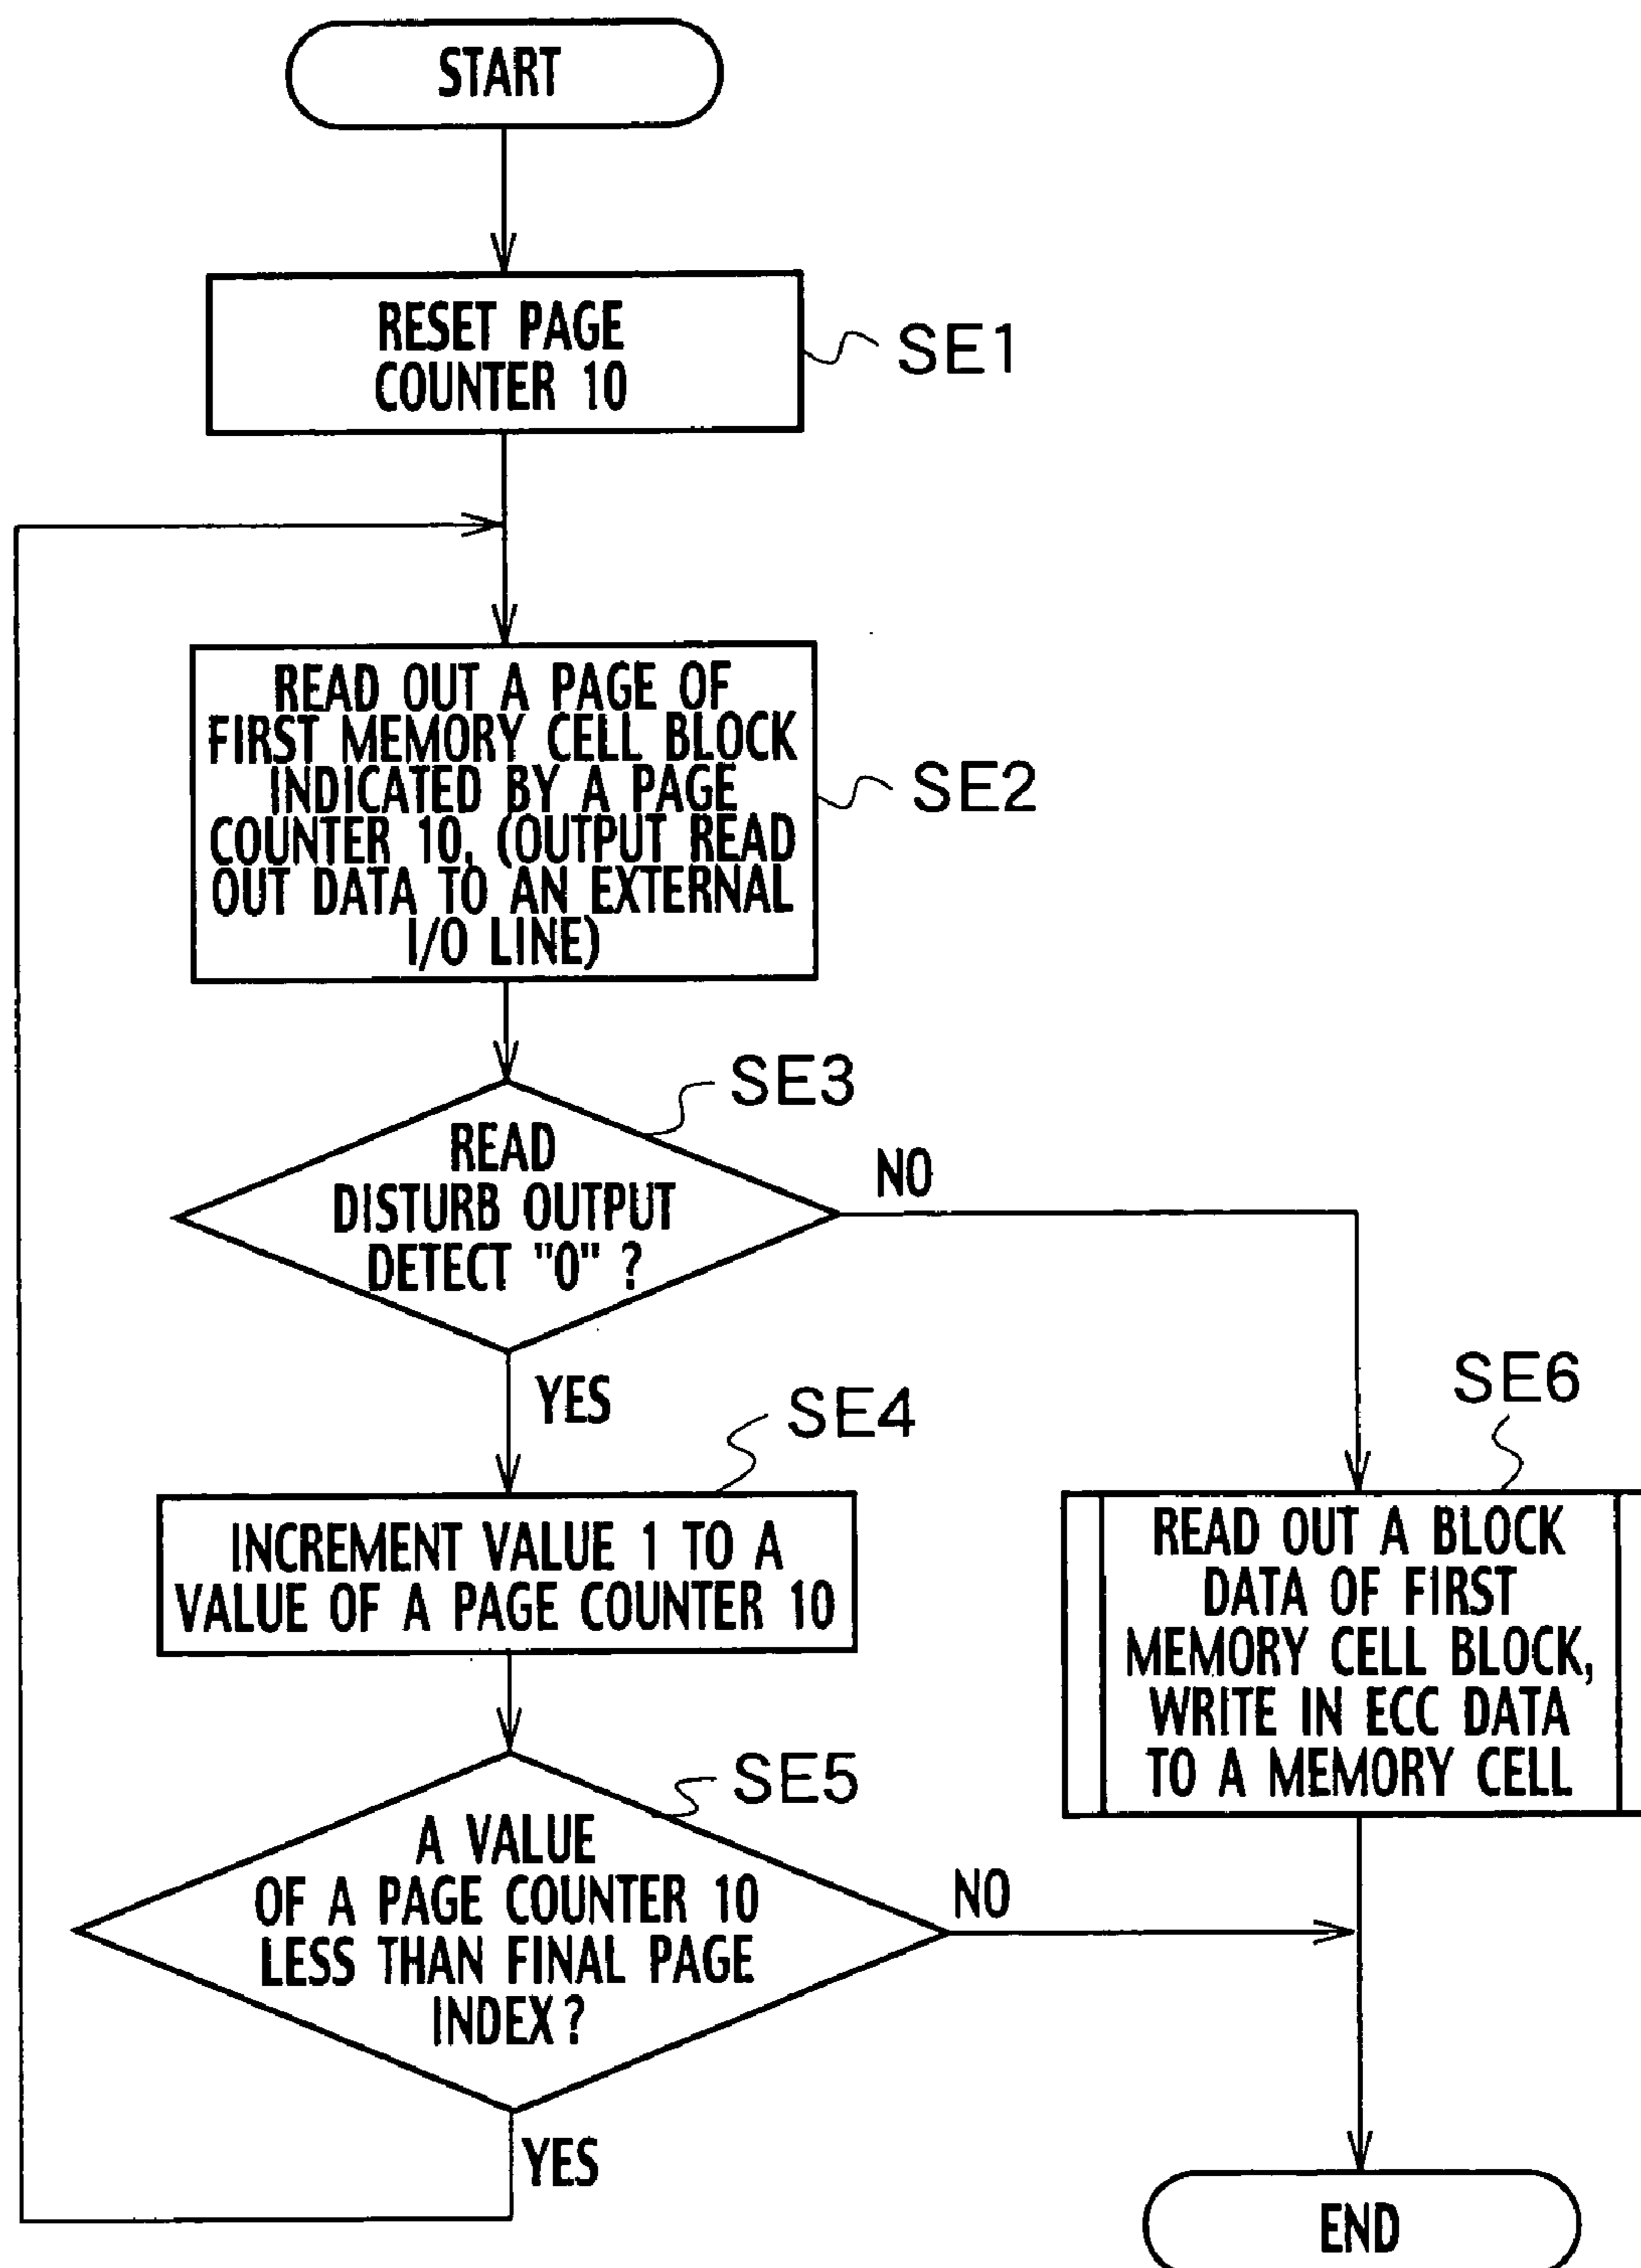 START
RESET PAGE
COUNTER 10
SE1
READ OUT A PAGE OF
FIRST MEMORY CELL BLOCK
INDICATED BY A PAGE
COUNTER 10, (OUTPUT READ
OUT DATA TO AN EXTERNAL
I/O LINE)
SE2
SE3
READ
DISTURB OUTPUT
DETECT "0" ?
NO
YES
SE4
INCREMENT VALUE 1 TO A
VALUE OF A PAGE COUNTER 10
SE6
READ OUT A BLOCK
DATA OF FIRST
MEMORY CELL BLOCK,
WRITE IN ECC DATA
TO A MEMORY CELL
SE5
A VALUE
OF A PAGE COUNTER 10
LESS THAN FINAL PAGE
INDEX?
NO
YES
END